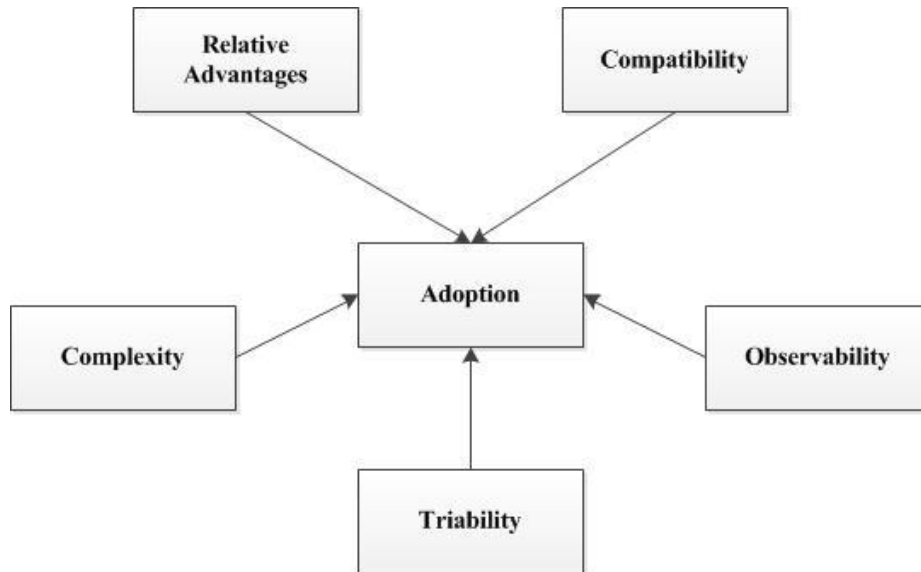 Relative
Advantages
Compatibility
Adoption
Complexity
Observability
Triability